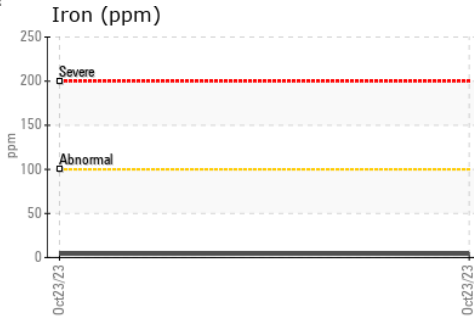 Iron (ppm)
250
200
150
100
50
0
ppm
Severe
Abnormal
Oct23/23
Oct23/23